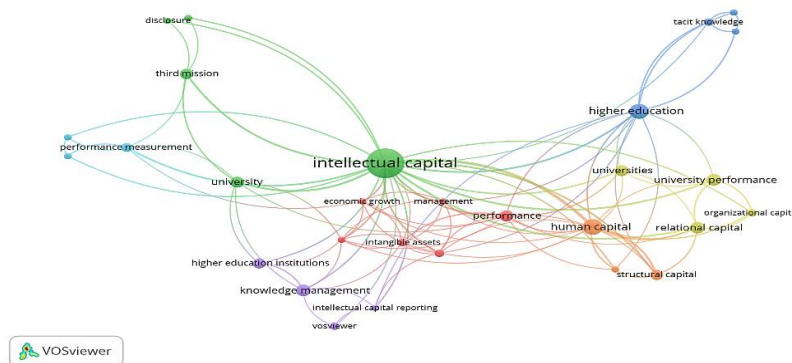 disclosure
tacit knowledge
third mission
higher education
performance measurement
intellectual capital
universities
university
university performance
economic growth
management
organizational capit
performance
human capital
relational capital
intangible assets
higher education institutions
structural capital
knowledge management
intellectual capital reporting
vosviewer
VOSviewer